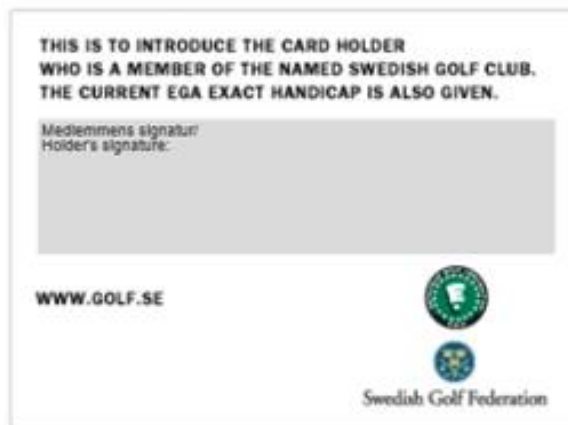 THIS IS TO INTRODUCE THE CARD HOLDER
WHO IS A MEMBER OF THE NAMED SWEDISH GOLF CLUB.
THE CURRENT EGA EXACT HANDICAP IS ALSO GIVEN.
Medlemmens signatur/
Holder's signature:
WWW.GOLF.SE
Swedish Golf Federation